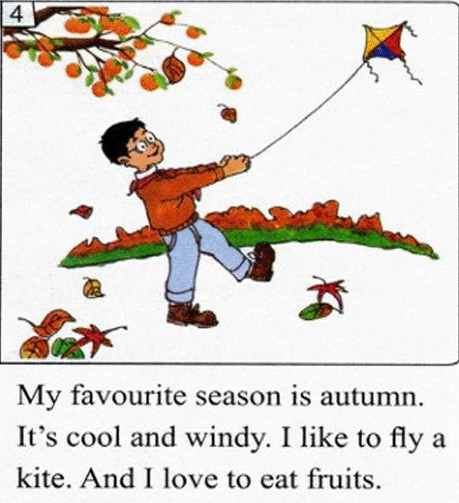 4
My favourite season is autumn.
It's cool and windy. I like to fly a
kite. And I love to eat fruits.